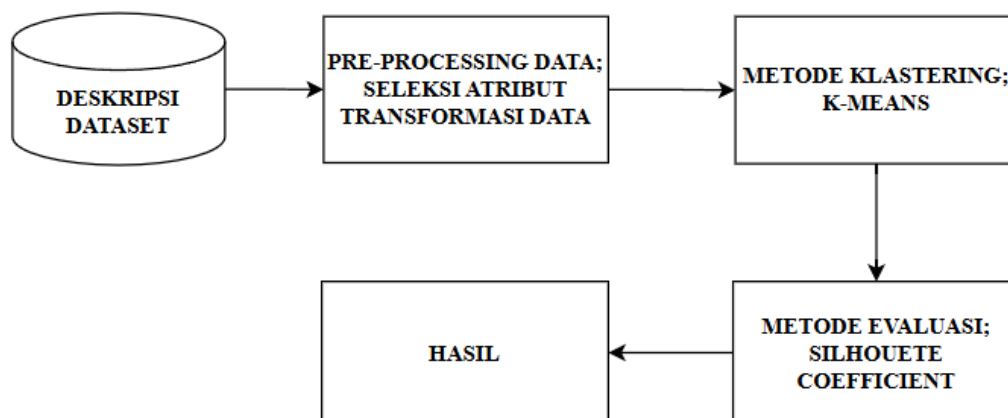 DESKRIPSI
DATASET
PRE-PROCESSING DATA;
SELEKSI ATRIBUT
TRANSFORMASI DATA
METODE KLASTERING;
K-MEANS
METODE EVALUASI;
SILHOUETE
COEFFICIENT
HASIL